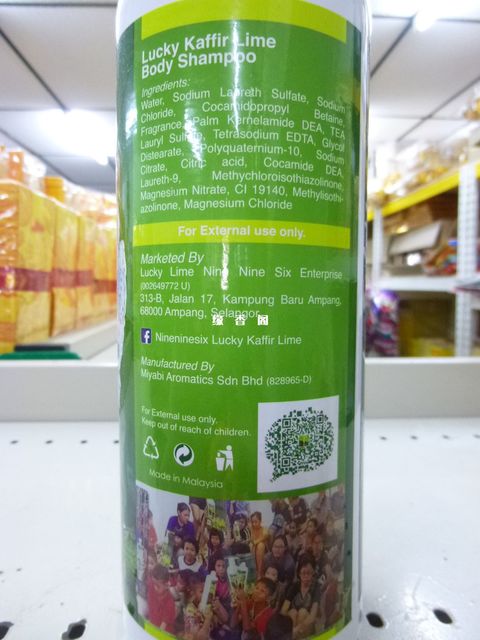 Lucky Kaffir Lime
Body Shampoo
Ingredients:
Water, Sodium Laureth Sulfate, Sodium
Chloride, Cocamidopropyl Betaine,
Fragrance, Palm Kernelamide DEA, TEA
Lauryl Sulfate, Tetrasodium EDTA, Glycol
Distearate, Polyquaternium-10, Sodium
Citrate, Citric acid, Cocamide DEA,
Laureth-9, Methychloroisothiazolinone,
Magnesium Nitrate, CI 19140, Methylisothi-
azolinone, Magnesium Chloride
For External use only.
Marketed By
Lucky Lime Nine Nine Six Enterprise
(002649772 U)
313-B, Jalan 17, Kampung Baru Ampang,
68000 Ampang, Selangor
缘 香 园
Nineninesix Lucky Kaffir Lime
Manufactured By
Miyabi Aromatics Sdn Bhd (828965-D)
For External use only.
Keep out of reach of children.
Made in Malaysia